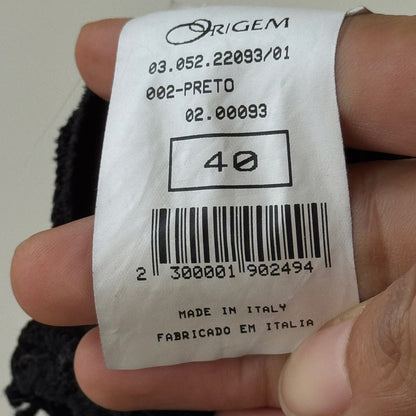 ORIGEM
03.052.22093/01
002-PRETO
02.00093
40
2 300001 902494
MADE IN ITALY
FABRICADO EM ITALIA